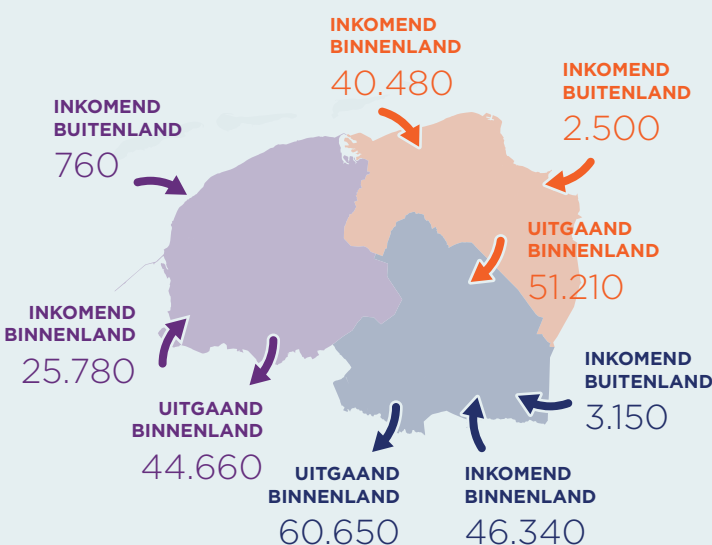 INKOMEND
BINNENLAND
40.480
INKOMEND
BUITENLAND
2.500
INKOMEND
BUITENLAND
760
UITGAAND
BINNENLAND
51.210
INKOMEND
BINNENLAND
25.780
INKOMEND
BUITENLAND
3.150
UITGAAND
BINNENLAND
44.660
UITGAAND
BINNENLAND
60.650
INKOMEND
BINNENLAND
46.340